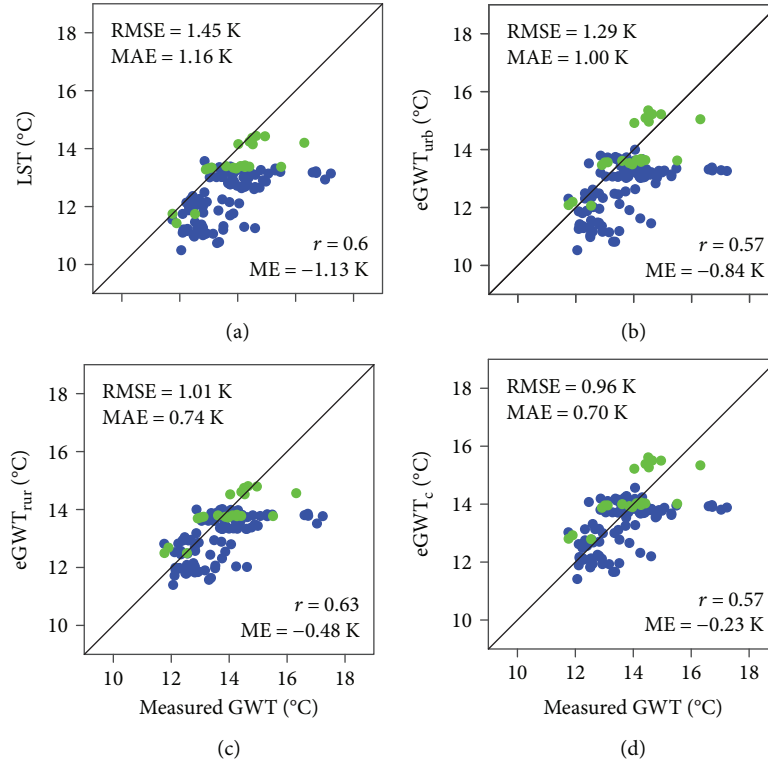 18
16
14
12
10
LST (°C)
RMSE = 1.45 K
MAE = 1.16 K
r = 0.6
ME = −1.13 K
(a)
18
16
14
12
10
eGWTurb (°C)
RMSE = 1.29 K
MAE = 1.00 K
r = 0.57
ME = −0.84 K
(b)
18
16
14
12
10
eGWTrur (°C)
RMSE = 1.01 K
MAE = 0.74 K
r = 0.63
ME = −0.48 K
10 12 14 16 18
Measured GWT (°C)
(c)
18
16
14
12
10
eGWTc (°C)
RMSE = 0.96 K
MAE = 0.70 K
r = 0.57
ME = −0.23 K
10 12 14 16 18
Measured GWT (°C)
(d)